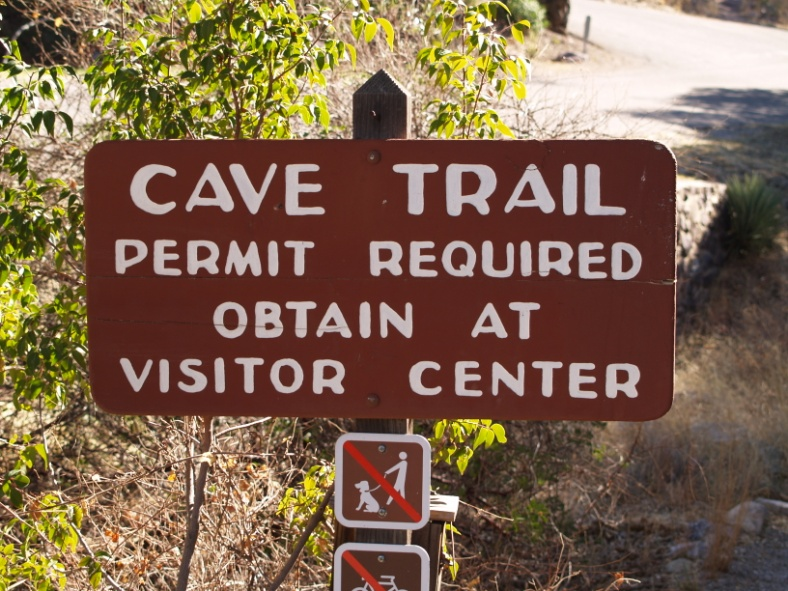 CAVE TRAIL
PERMIT REQUIRED
OBTAIN AT
VISITOR CENTER